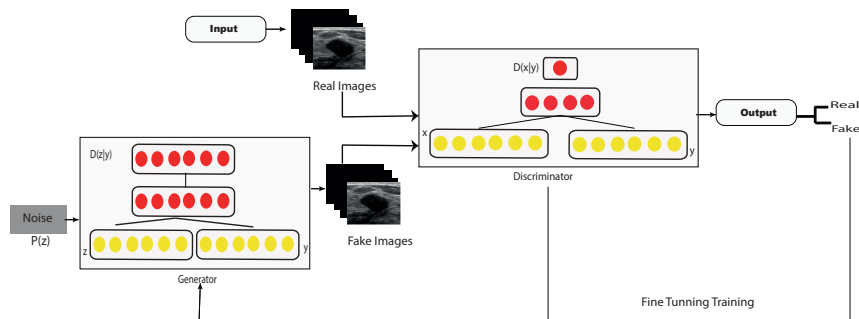 Input
Real Images
D(x|y)
x
y
Discriminator
Output
Real
Fake
D(z|y)
z
y
Generator
Noise
P(z)
Fake Images
Fine Tunning Training